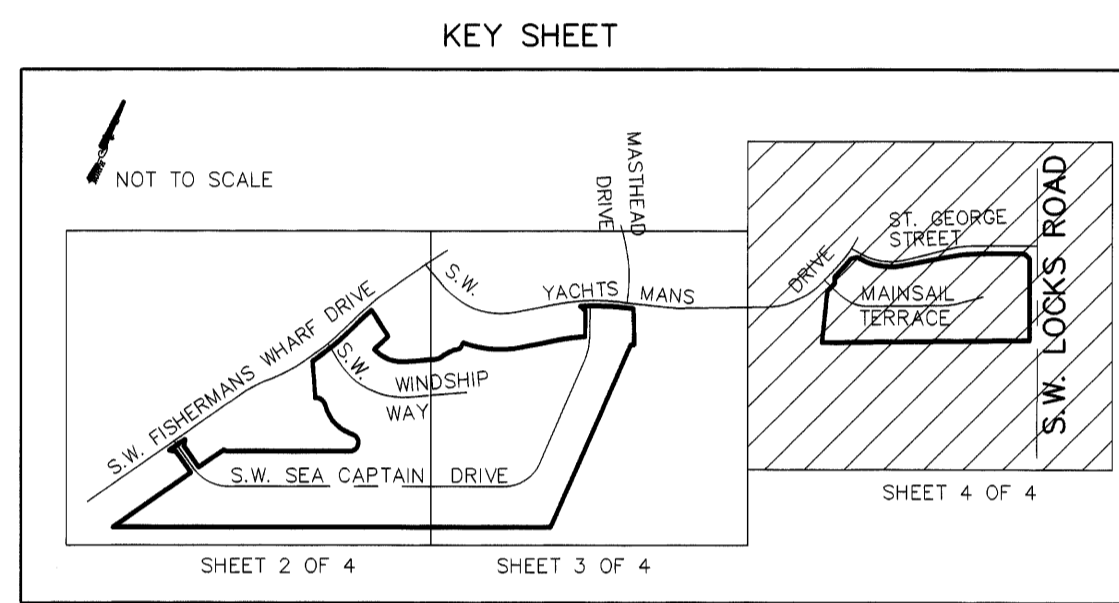 KEY SHEET
NOT TO SCALE
MASTHEAD
DRIVE
S.W. FISHERMANS WHARF DRIVE
S.W.
YACHTS MANS
DRIVE
ST. GEORGE
STREET
MAINSAIL
TERRACE
S.W. LOCKS ROAD
S.W.
WINDSHIP
WAY
S.W. SEA CAPTAIN DRIVE
SHEET 2 OF 4
SHEET 3 OF 4
SHEET 4 OF 4